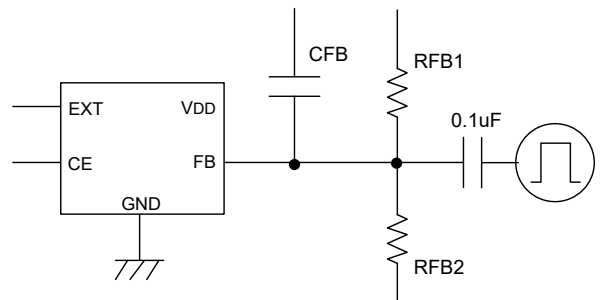 CFB
RFB1
EXT
VDD
0.1uF
CE
FB
GND
RFB2